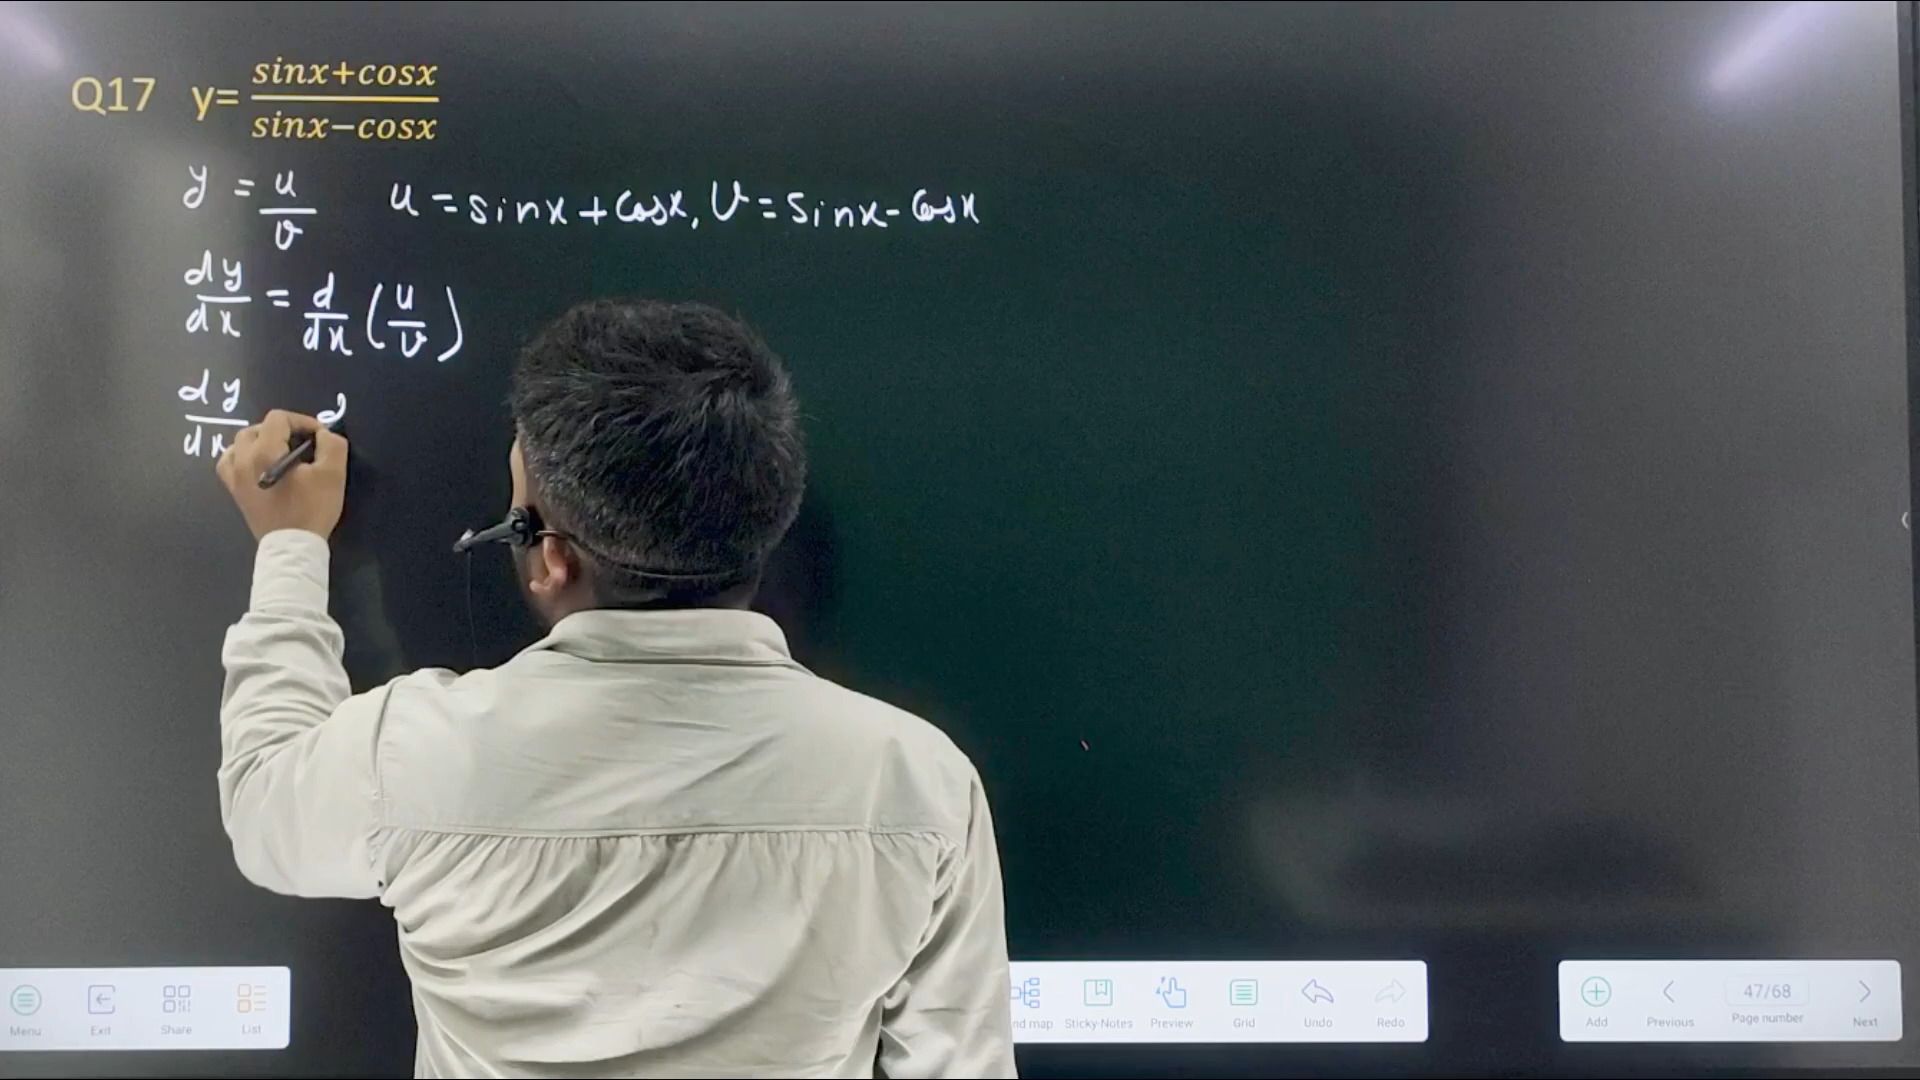 Q17 y= sinx+cosx / sinx−cosx
y = u/v u = sinx + cosx, v = sinx - cosx
dy/dx = d/dx (u/v)
dy/dx d
Menu Exit Share List
nd map Sticky-Notes Preview Grid Undo Redo
Add Previous 47/68 Page number Next